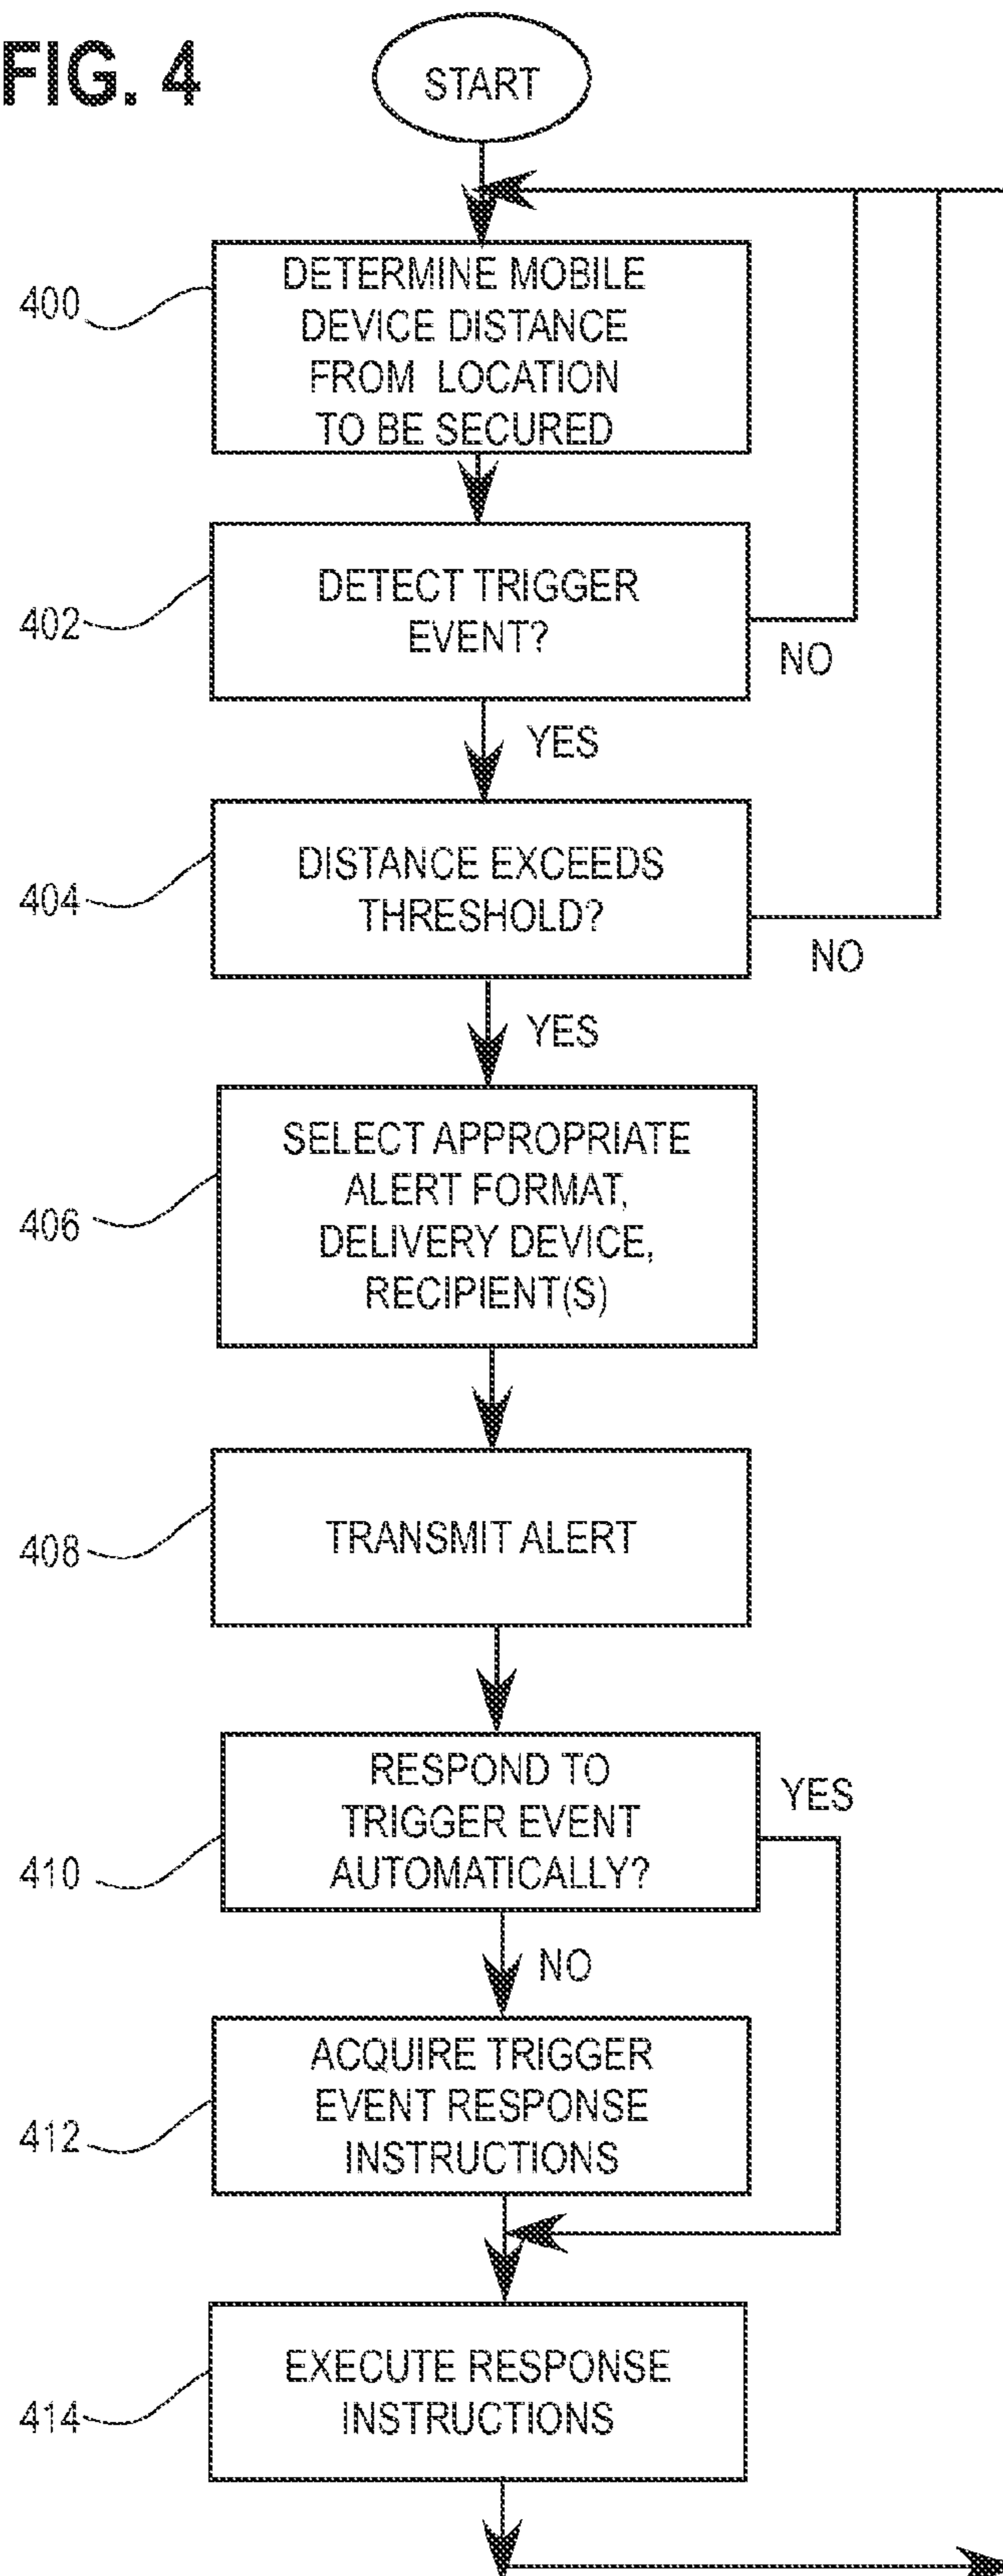 FIG. 4
START
400
DETERMINE MOBILE
DEVICE DISTANCE
FROM LOCATION
TO BE SECURED
402
DETECT TRIGGER
EVENT?
NO
YES
404
DISTANCE EXCEEDS
THRESHOLD?
NO
YES
406
SELECT APPROPRIATE
ALERT FORMAT,
DELIVERY DEVICE,
RECIPIENT(S)
408
TRANSMIT ALERT
410
RESPOND TO
TRIGGER EVENT
AUTOMATICALLY?
YES
NO
412
ACQUIRE TRIGGER
EVENT RESPONSE
INSTRUCTIONS
414
EXECUTE RESPONSE
INSTRUCTIONS